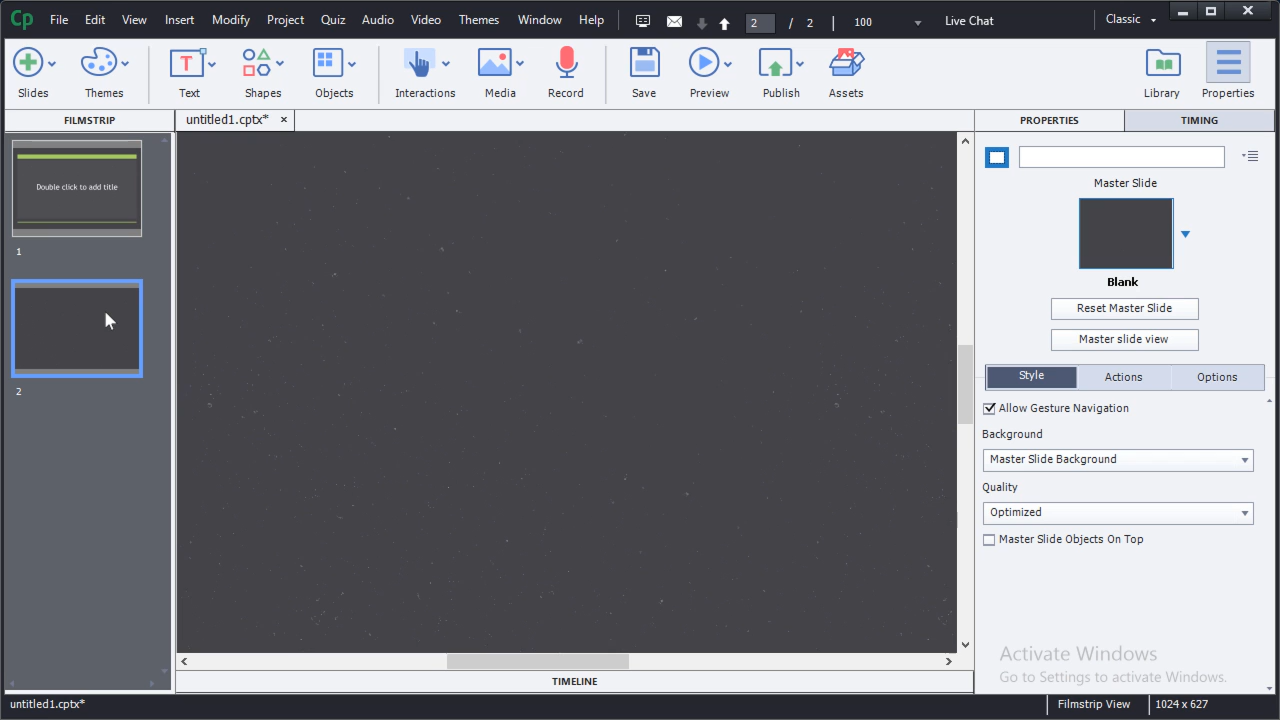 Cp File Edit View Insert Modify Project Quiz Audio Video Themes Window Help 2 / 2 100 Live Chat Classic
Slides Themes Text Shapes Objects Interactions Media Record Save Preview Publish Assets Library Properties
FILMSTRIP untitled1.cptx* PROPERTIES TIMING
Double click to add title
1
2
Master Slide
Blank
Reset Master Slide
Master slide view
Style Actions Options
Allow Gesture Navigation
Background
Master Slide Background
Quality
Optimized
Master Slide Objects On Top
Activate Windows
Go to Settings to activate Windows.
TIMELINE
untitled1.cptx* Filmstrip View 1024 x 627